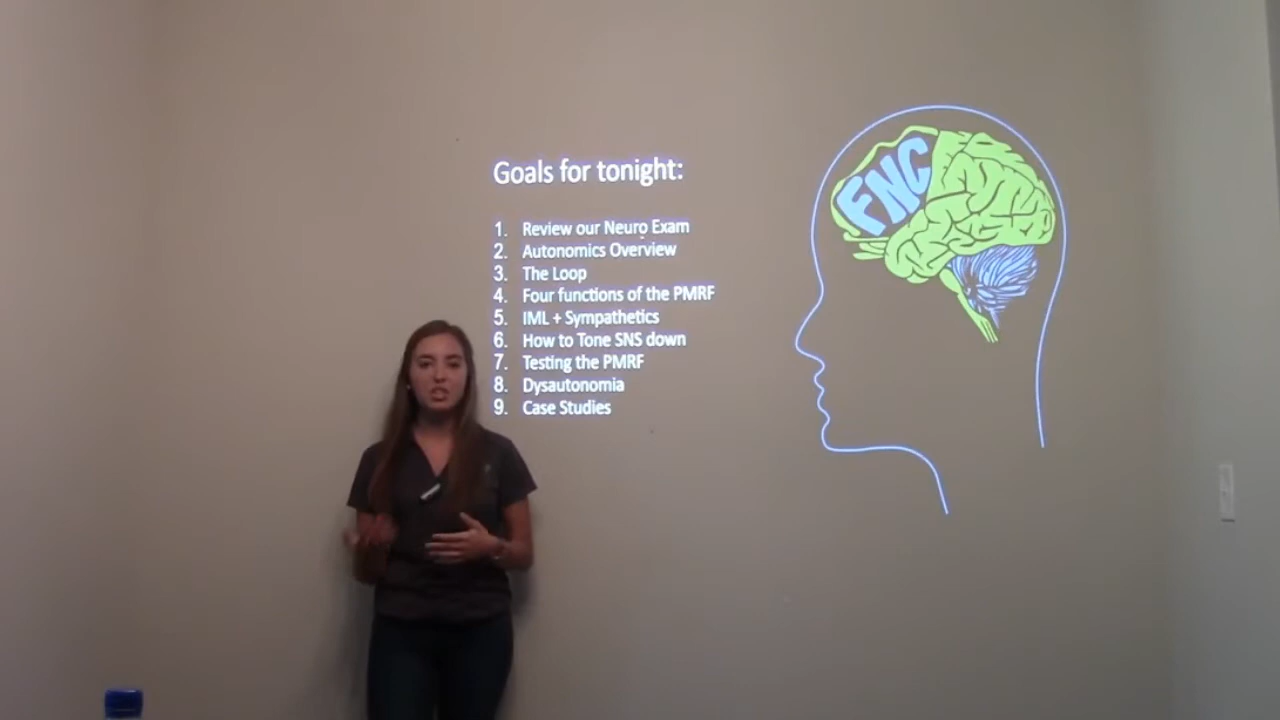 Goals for tonight:
1. Review our Neuro Exam
2. Autonomics Overview
3. The Loop
4. Four functions of the PMRF
5. IML + Sympathetics
6. How to Tone SNS down
7. Testing the PMRF
8. Dysautonomia
9. Case Studies
FNC